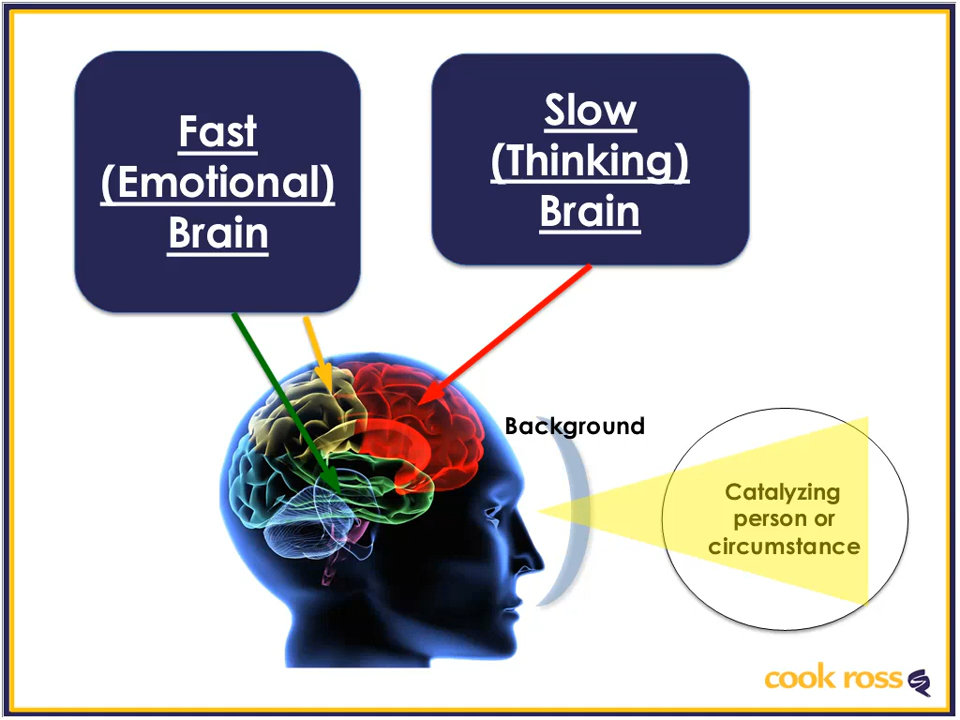 Fast
(Emotional)
Brain
Slow
(Thinking)
Brain
Background
Catalyzing
person or
circumstance
cook ross